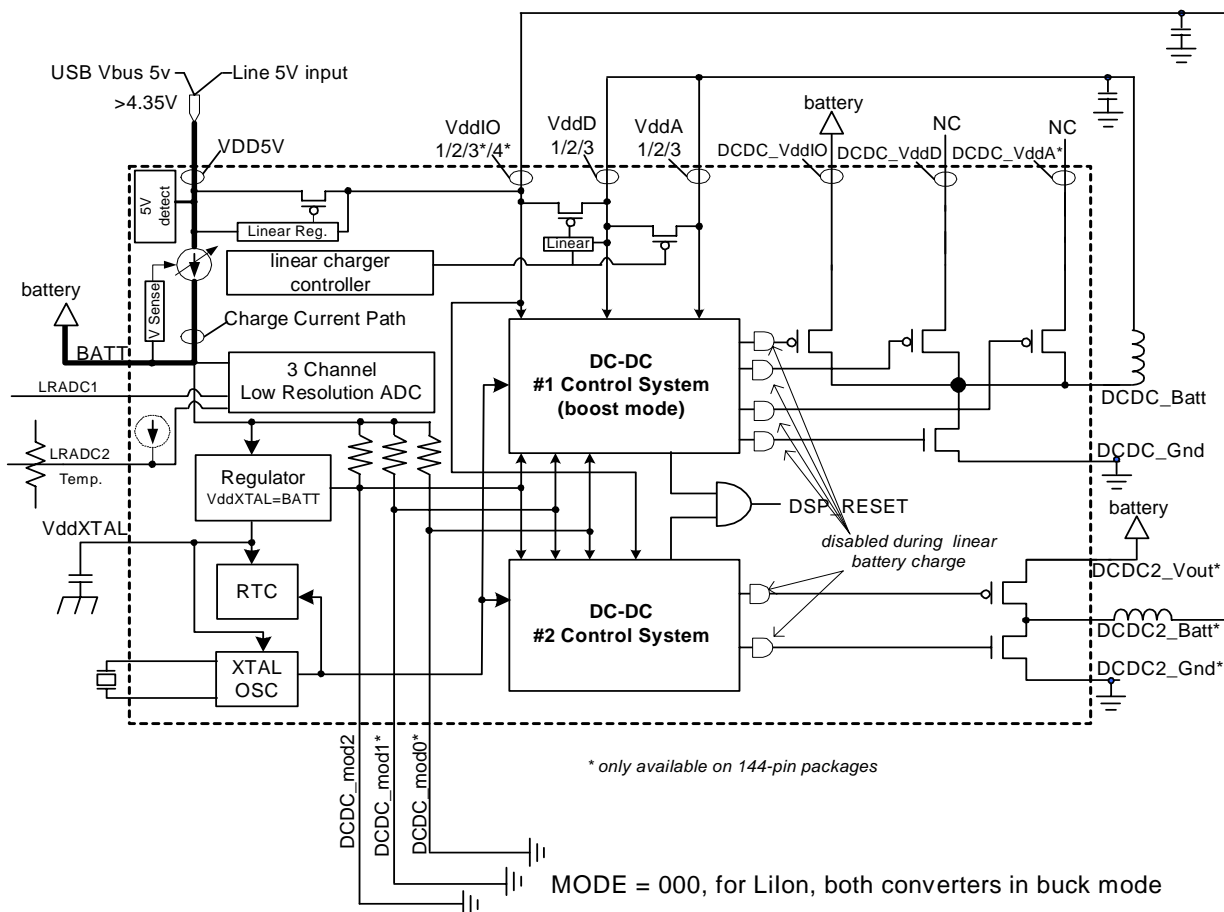 USB Vbus 5v
Line 5V input
>4.35V
VDD5V
VddIO
1/2/3*/4*
VddD
1/2/3
VddA
1/2/3
battery
DCDC_VddIO
NC
DCDC_VddD
NC
DCDC_VddA*
5V
detect
Linear Reg.
Linear
linear charger
controller
battery
V Sense
Charge Current Path
BATT
3 Channel
Low Resolution ADC
LRADC1
LRADC2
Temp.
DC-DC
#1 Control System
(boost mode)
DCDC_Batt
DCDC_Gnd
Regulator
VddXTAL=BATT
VddXTAL
DSP_RESET
disabled during linear
battery charge
battery
DCDC2_Vout*
RTC
DC-DC
#2 Control System
DCDC2_Batt*
DCDC2_Gnd*
XTAL
OSC
DCDC_mod2
DCDC_mod1*
DCDC_mod0*
* only available on 144-pin packages
MODE = 000, for LiIon, both converters in buck mode